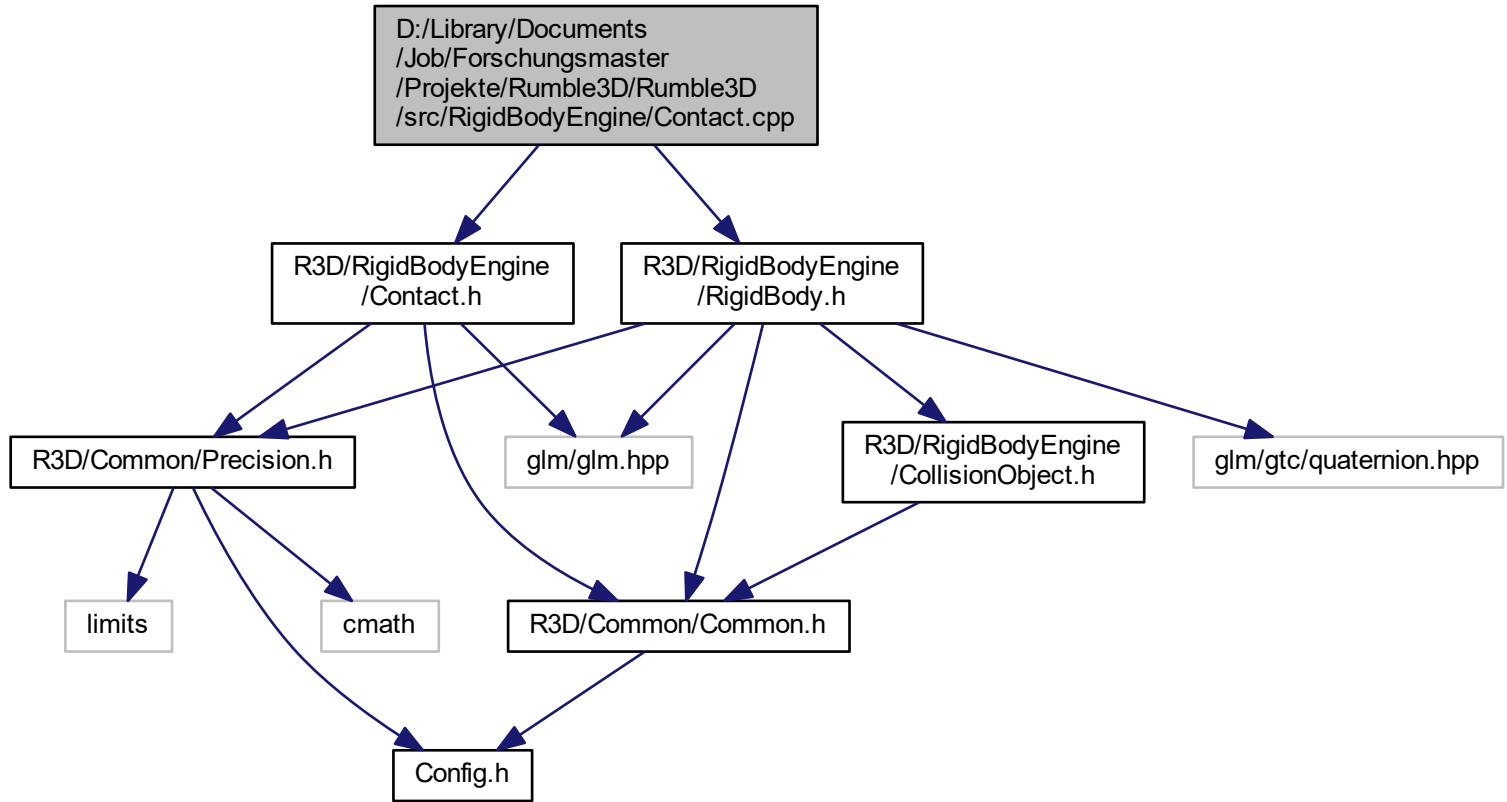 D:/Library/Documents
/Job/Forschungsmaster
/Projekte/Rumble3D/Rumble3D
/src/RigidBodyEngine/Contact.cpp
R3D/RigidBodyEngine
/Contact.h
R3D/RigidBodyEngine
/RigidBody.h
R3D/Common/Precision.h
glm/glm.hpp
R3D/RigidBodyEngine
/CollisionObject.h
glm/gtc/quaternion.hpp
limits
cmath
R3D/Common/Common.h
Config.h